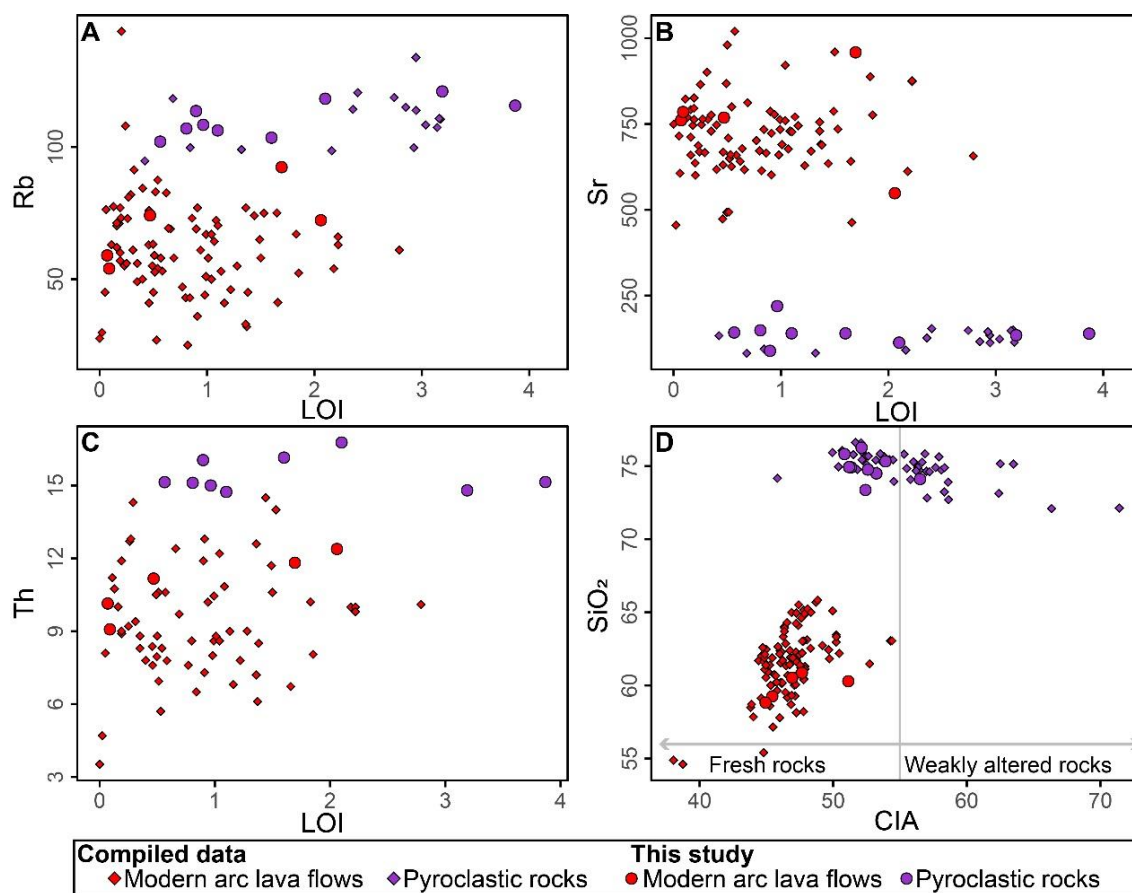 A
Rb
100
50
0 1 2 3 4
LOI
B
Sr
1000
750
500
250
0 1 2 3 4
LOI
C
Th
15
12
9
6
3
0 1 2 3 4
LOI
D
SiO₂
75
70
65
60
55
Fresh rocks Weakly altered rocks
40 50 60 70
CIA
Compiled data This study
Modern arc lava flows Pyroclastic rocks Modern arc lava flows Pyroclastic rocks